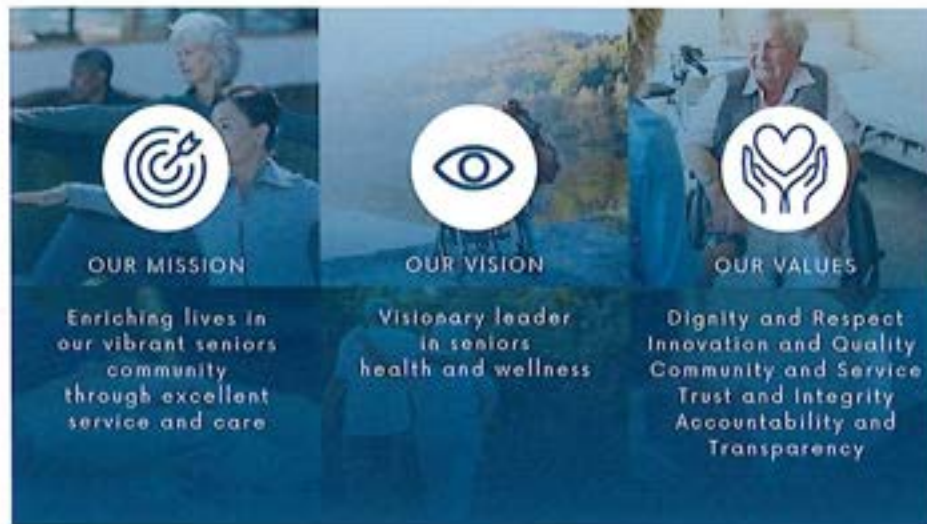 OUR MISSION
Enriching lives in
our vibrant seniors
community
through excellent
service and care
OUR VISION
Visionary leader
in seniors
health and wellness
OUR VALUES
Dignity and Respect
Innovation and Quality
Community and Service
Trust and Integrity
Accountability and
Transparency